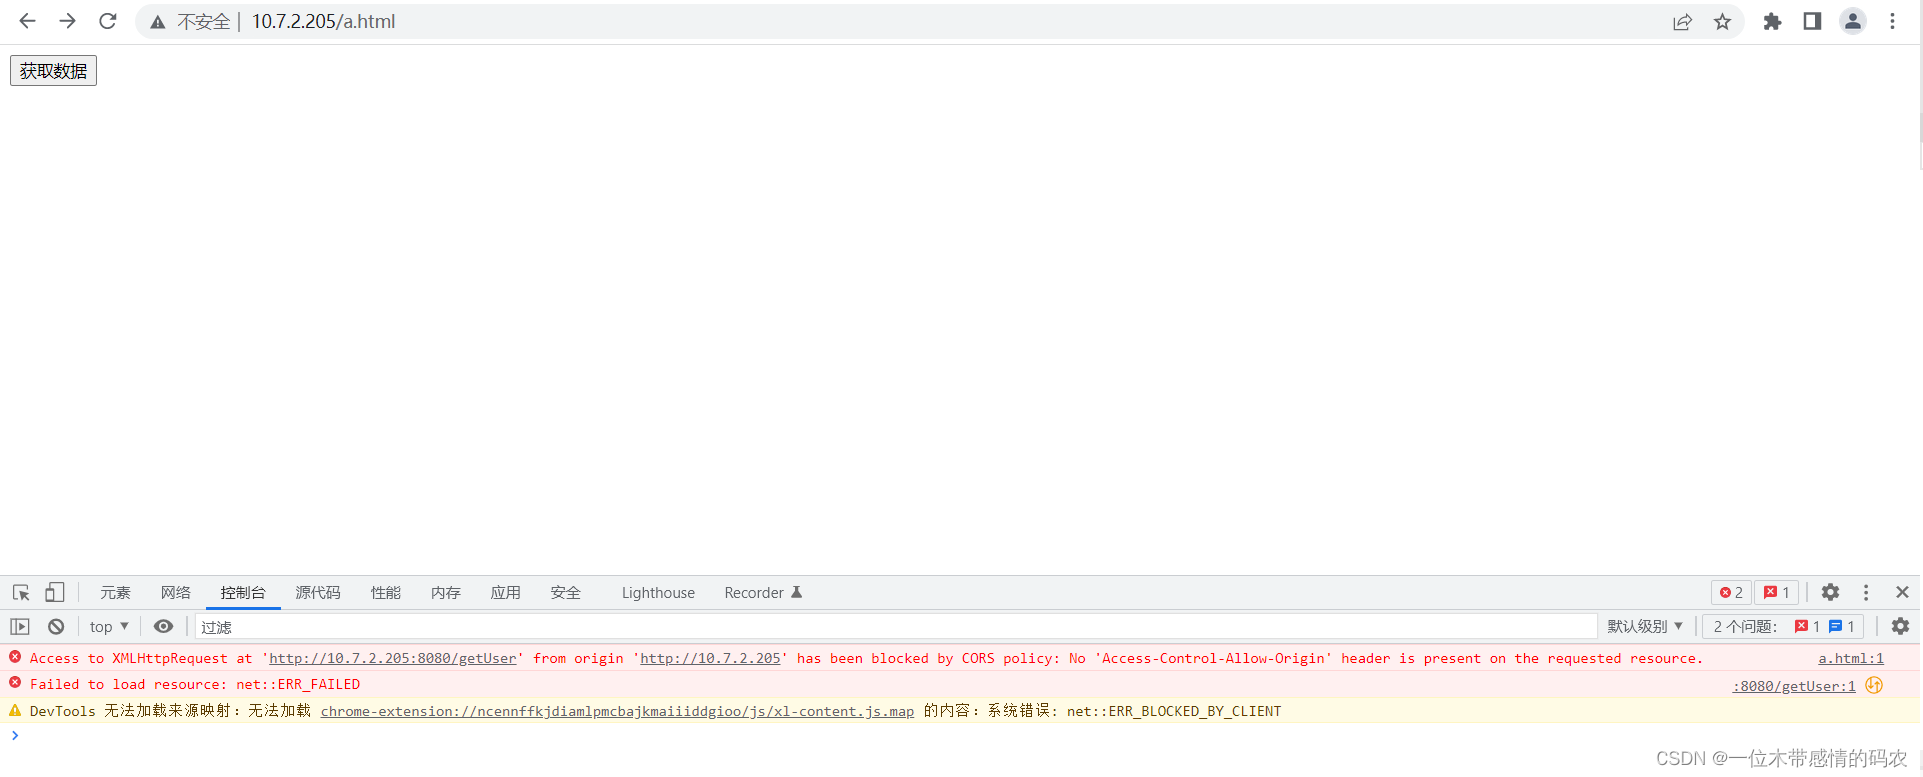 不安全 10.7.2.205/a.html
获取数据
元素 网络 控制台 源代码 性能 内存 应用 安全 Lighthouse Recorder 2 1
top 过滤 默认级别 2 个问题: 1 1
Access to XMLHttpRequest at 'http://10.7.2.205:8080/getUser' from origin 'http://10.7.2.205' has been blocked by CORS policy: No 'Access-Control-Allow-Origin' header is present on the requested resource. a.html:1
Failed to load resource: net::ERR_FAILED :8080/getUser:1
DevTools 无法加载来源映射: 无法加载 chrome-extension://ncennffkjdiamlpmcbajkmaiiiddgioo/js/xl-content.js.map 的内容: 系统错误: net::ERR_BLOCKED_BY_CLIENT
CSDN @一位木带感情的码农